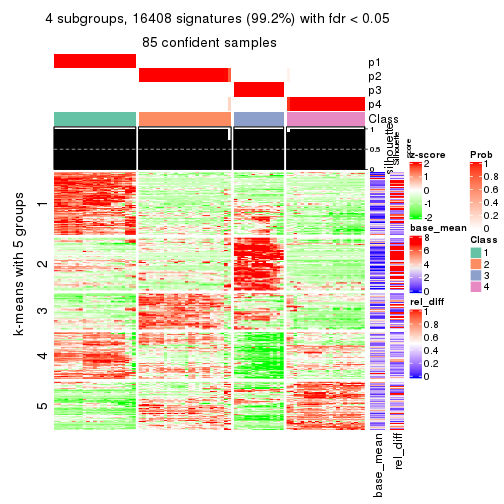 4 subgroups, 16408 signatures (99.2%) with fdr < 0.05
85 confident samples
p1
p2
p3
p4
Class
1
0.5
0
silhouette
Silhouette
score
k-means with 5 groups
1
2
3
4
5
base_mean
rel_diff
z-score
2
1
0
-1
-2
base_mean
8
6
4
2
0
rel_diff
1
0.8
0.6
0.4
0.2
0
Prob
1
0.8
0.6
0.4
0.2
0
Class
1
2
3
4